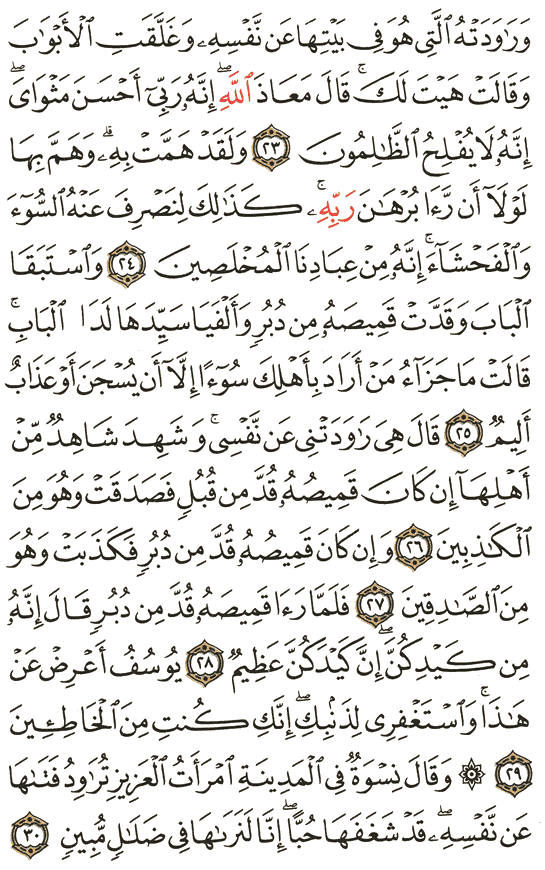 وَرَٰوَدَتْهُ ٱلَّتِى هُوَ فِى بَيْتِهَا عَن نَّفْسِهِۦ وَغَلَّقَتِ ٱلْأَبْوَٰبَ
وَقَالَتْ هَيْتَ لَكَ ۚ قَالَ مَعَاذَ ٱللَّهِ ۖ إِنَّهُۥ رَبِّىٓ أَحْسَنَ مَثْوَاىَ ۖ
إِنَّهُۥ لَا يُفْلِحُ ٱلظَّٰلِمُونَ ٢٣ وَلَقَدْ هَمَّتْ بِهِۦ ۖ وَهَمَّ بِهَا
لَوْلَآ أَن رَّءَا بُرْهَٰنَ رَبِّهِۦ ۚ كَذَٰلِكَ لِنَصْرِفَ عَنْهُ ٱلسُّوٓءَ
وَٱلْفَحْشَآءَ ۚ إِنَّهُۥ مِنْ عِبَادِنَا ٱلْمُخْلَصِينَ ٢٤ وَٱسْتَبَقَا
ٱلْبَابَ وَقَدَّتْ قَمِيصَهُۥ مِن دُبُرٍ وَأَلْفَيَا سَيِّدَهَا لَدَا ٱلْبَابِ ۚ
قَالَتْ مَا جَزَآءُ مَنْ أَرَادَ بِأَهْلِكَ سُوٓءًا إِلَّآ أَن يُسْجَنَ أَوْ عَذَابٌ
أَلِيمٌ ٢٥ قَالَ هِىَ رَٰوَدَتْنِى عَن نَّفْسِى ۚ وَشَهِدَ شَاهِدٌ مِّنْ
أَهْلِهَآ إِن كَانَ قَمِيصُهُۥ قُدَّ مِن قُبُلٍ فَصَدَقَتْ وَهُوَ مِنَ
ٱلْكَٰذِبِينَ ٢٦ وَإِن كَانَ قَمِيصُهُۥ قُدَّ مِن دُبُرٍ فَكَذَبَتْ وَهُوَ
مِنَ ٱلصَّٰدِقِينَ ٢٧ فَلَمَّا رَءَا قَمِيصَهُۥ قُدَّ مِن دُبُرٍ قَالَ إِنَّهُۥ
مِن كَيْدِكُنَّ ۖ إِنَّ كَيْدَكُنَّ عَظِيمٌ ٢٨ يُوسُفُ أَعْرِضْ عَنْ
هَٰذَا ۚ وَٱسْتَغْفِرِى لِذَنۢبِكِ ۖ إِنَّكِ كُنتِ مِنَ ٱلْخَاطِـِٔينَ
٢٩ ۞ وَقَالَ نِسْوَةٌ فِى ٱلْمَدِينَةِ ٱمْرَأَتُ ٱلْعَزِيزِ تُرَٰوِدُ فَتَىٰهَا
عَن نَّفْسِهِۦ ۖ قَدْ شَغَفَهَا حُبًّا ۖ إِنَّا لَنَرَىٰهَا فِى ضَلَٰلٍ مُّبِينٍ ٣٠